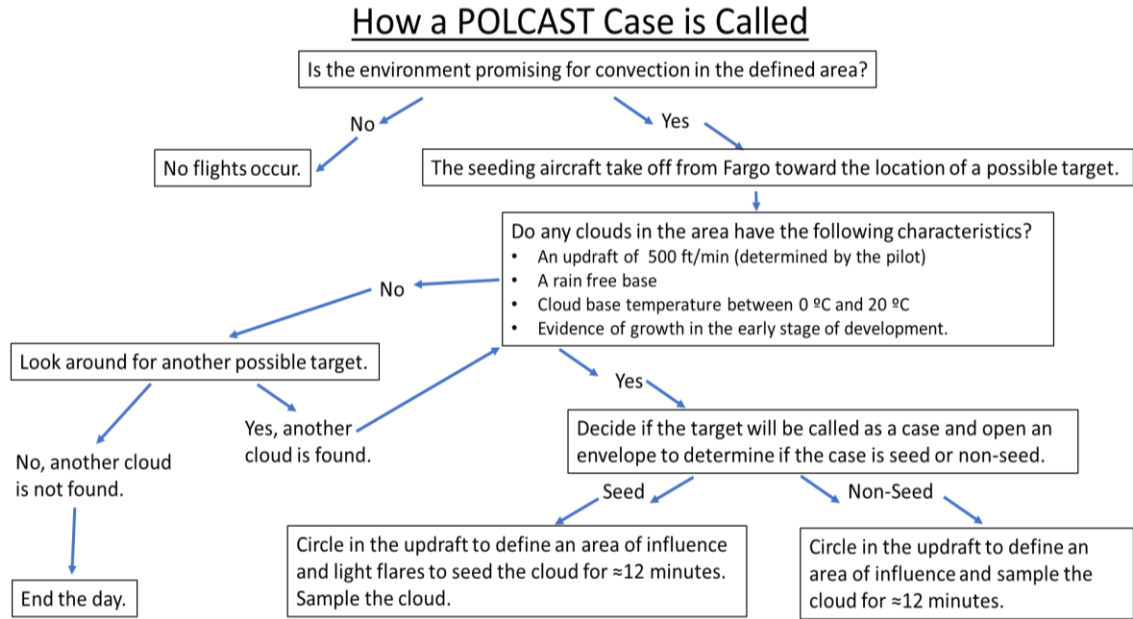 How a POLCAST Case is Called
Is the environment promising for convection in the defined area?
No
Yes
No flights occur.
The seeding aircraft take off from Fargo toward the location of a possible target.
Do any clouds in the area have the following characteristics?
• An updraft of  500 ft/min (determined by the pilot)
• A rain free base
• Cloud base temperature between 0 ºC and 20 ºC
• Evidence of growth in the early stage of development.
No
Look around for another possible target.
Yes
Yes, another
cloud is found.
No, another cloud
is not found.
Decide if the target will be called as a case and open an
envelope to determine if the case is seed or non-seed.
Seed
Non-Seed
Circle in the updraft to define an area of influence
and light flares to seed the cloud for ≈12 minutes.
Sample the cloud.
Circle in the updraft to define an
area of influence and sample the
cloud for ≈12 minutes.
End the day.